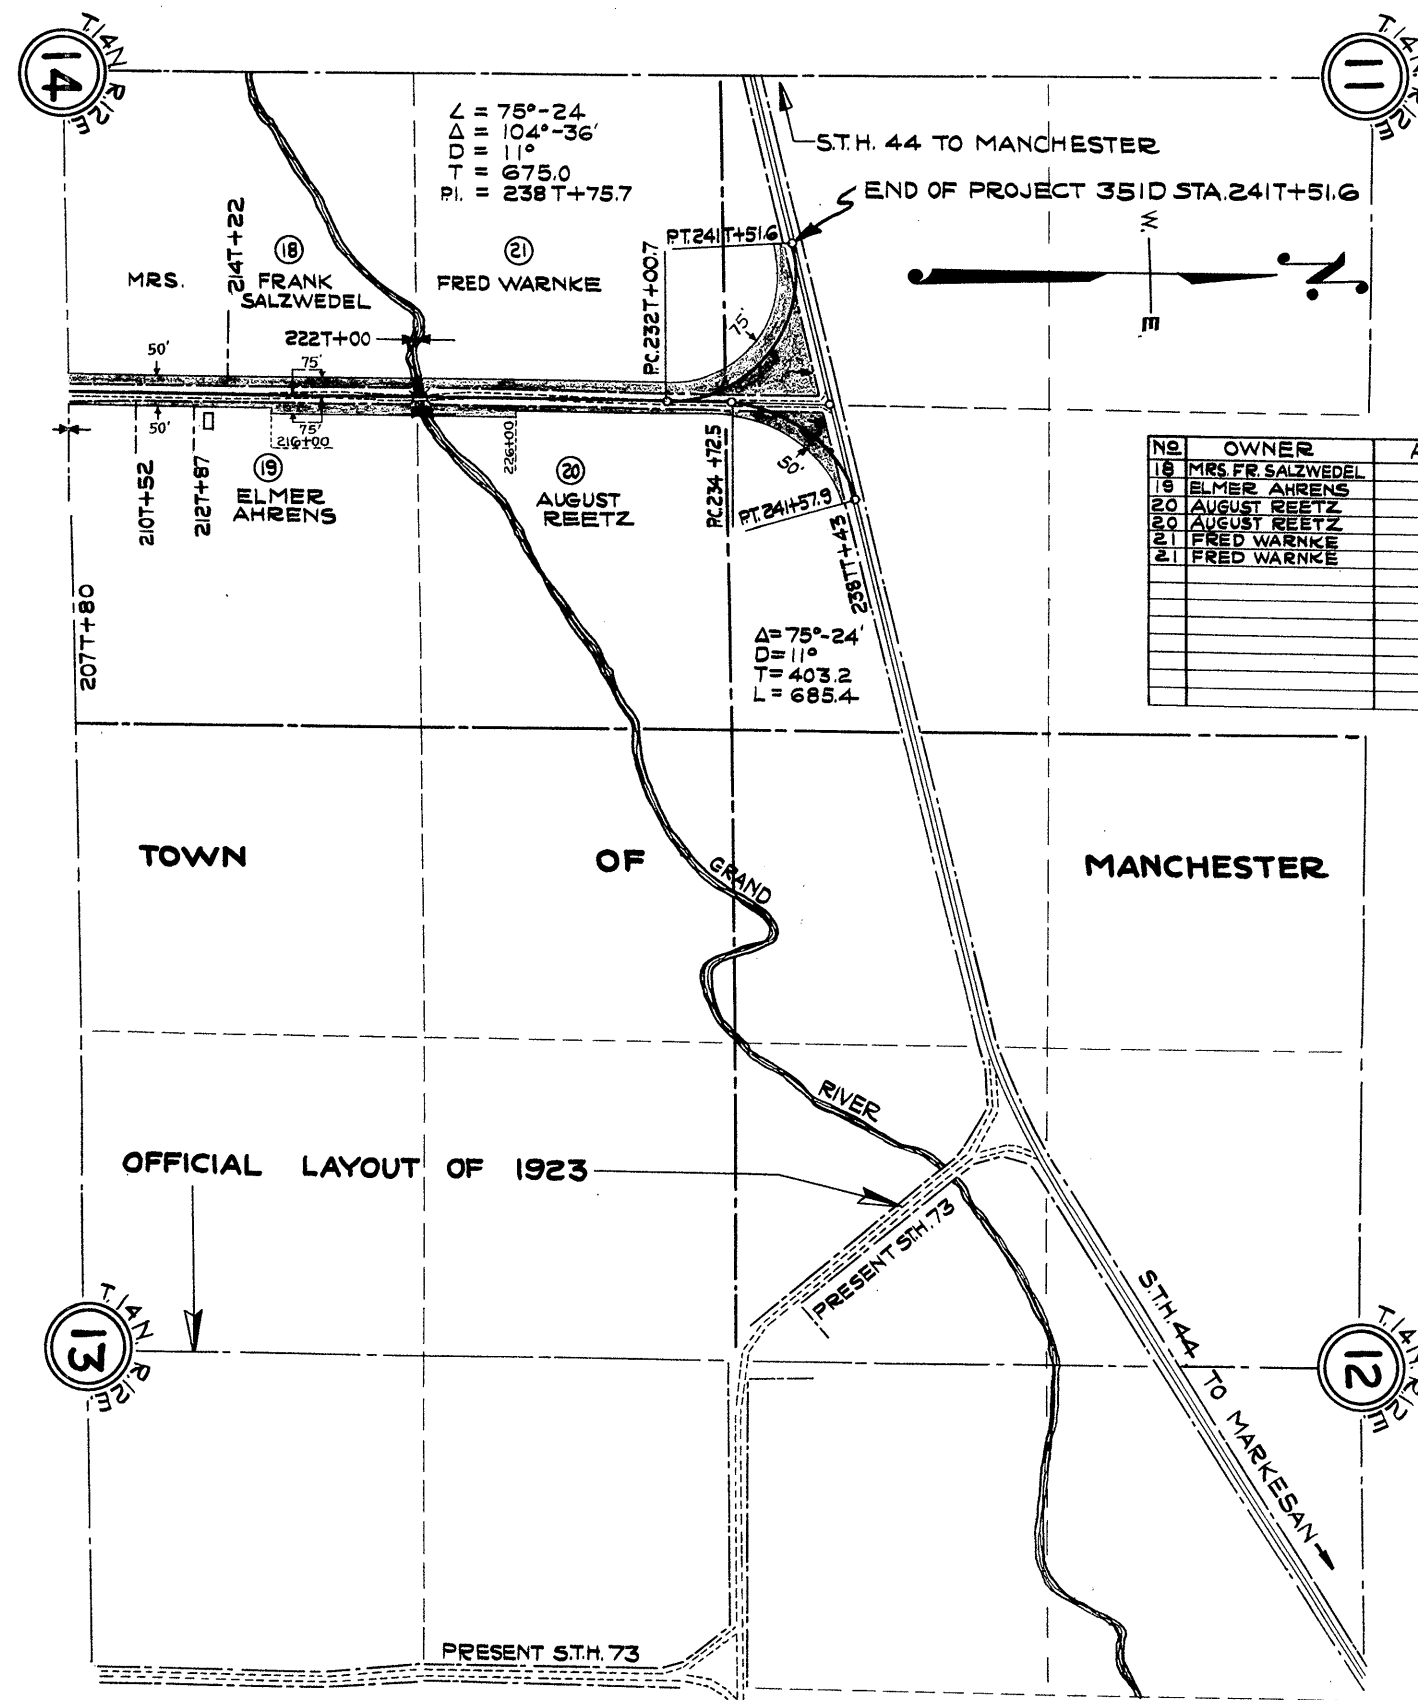 14
T.14N.
R.12E.
11
T.14N.
R.12E
∠ = 75°-24
Δ = 104°-36'
D = 11°
T = 675.0
P.I. = 238T+75.7
S.T.H. 44 TO MANCHESTER
END OF PROJECT 351D STA. 241T+51.6
W.
N.
E.
P.T. 241T+51.6
P.C. 232T+00.7
75'
214T+22
18
MRS. FRANK
SALZWEDEL
21
FRED WARNKE
222T+00
50'
75'
50'
75'
216+00
226+00
210T+52
212T+87
19
ELMER
AHRENS
20
AUGUST
REETZ
P.C. 234+72.5
50'
P.T. 241+57.9
238TT+43
207T+80
Δ= 75°-24'
D= 11°
T= 403.2
L = 685.4
NO OWNER A
18 MRS. FR. SALZWEDEL
19 ELMER AHRENS
20 AUGUST REETZ
20 AUGUST REETZ
21 FRED WARNKE
21 FRED WARNKE
TOWN OF MANCHESTER
GRAND
RIVER
OFFICIAL LAYOUT OF 1923
PRESENT S.T.H. 73
S.T.H. 44 TO MARKESAN
13
T.14N.
R.12E.
12
T.14N.
R.12E
PRESENT S.T.H. 73